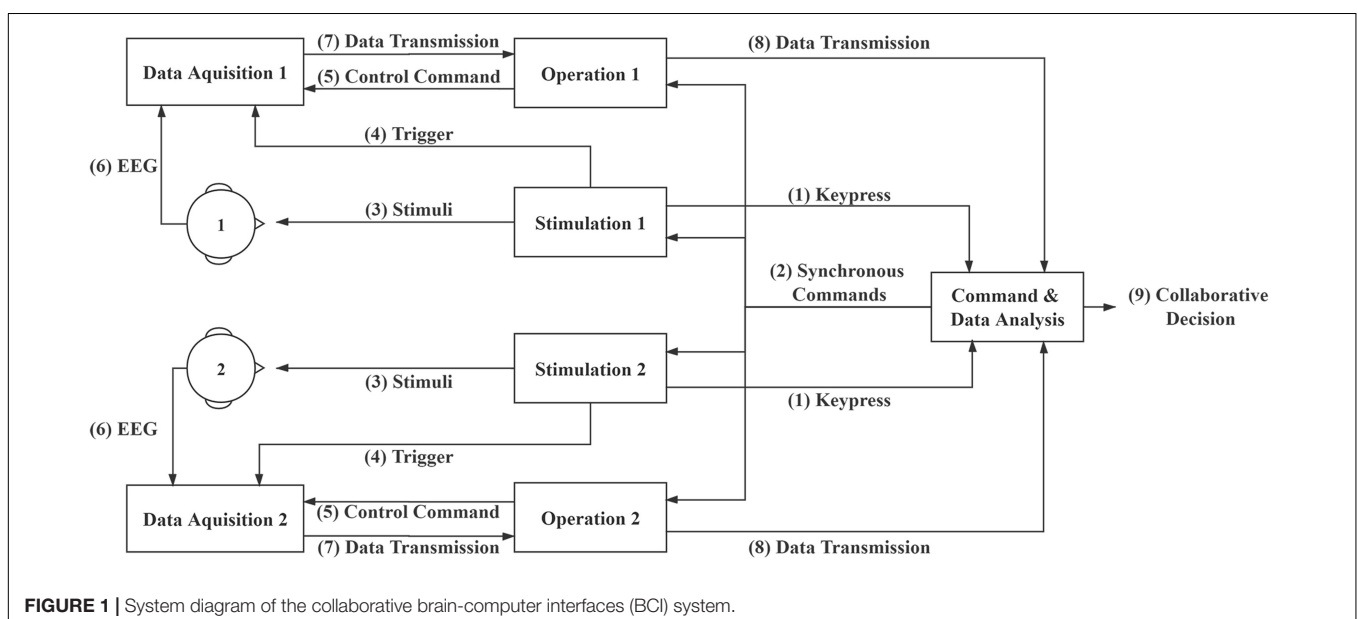 (7) Data Transmission
(8) Data Transmission
Data Aquisition 1
Operation 1
(5) Control Command
(4) Trigger
(6) EEG
(1) Keypress
1
(3) Stimuli
Stimulation 1
(2) Synchronous
Commands
Command &
Data Analysis
(9) Collaborative
Decision
2
(3) Stimuli
Stimulation 2
(1) Keypress
(6) EEG
(4) Trigger
Data Aquisition 2
(5) Control Command
Operation 2
(7) Data Transmission
(8) Data Transmission
FIGURE 1 | System diagram of the collaborative brain-computer interfaces (BCI) system.